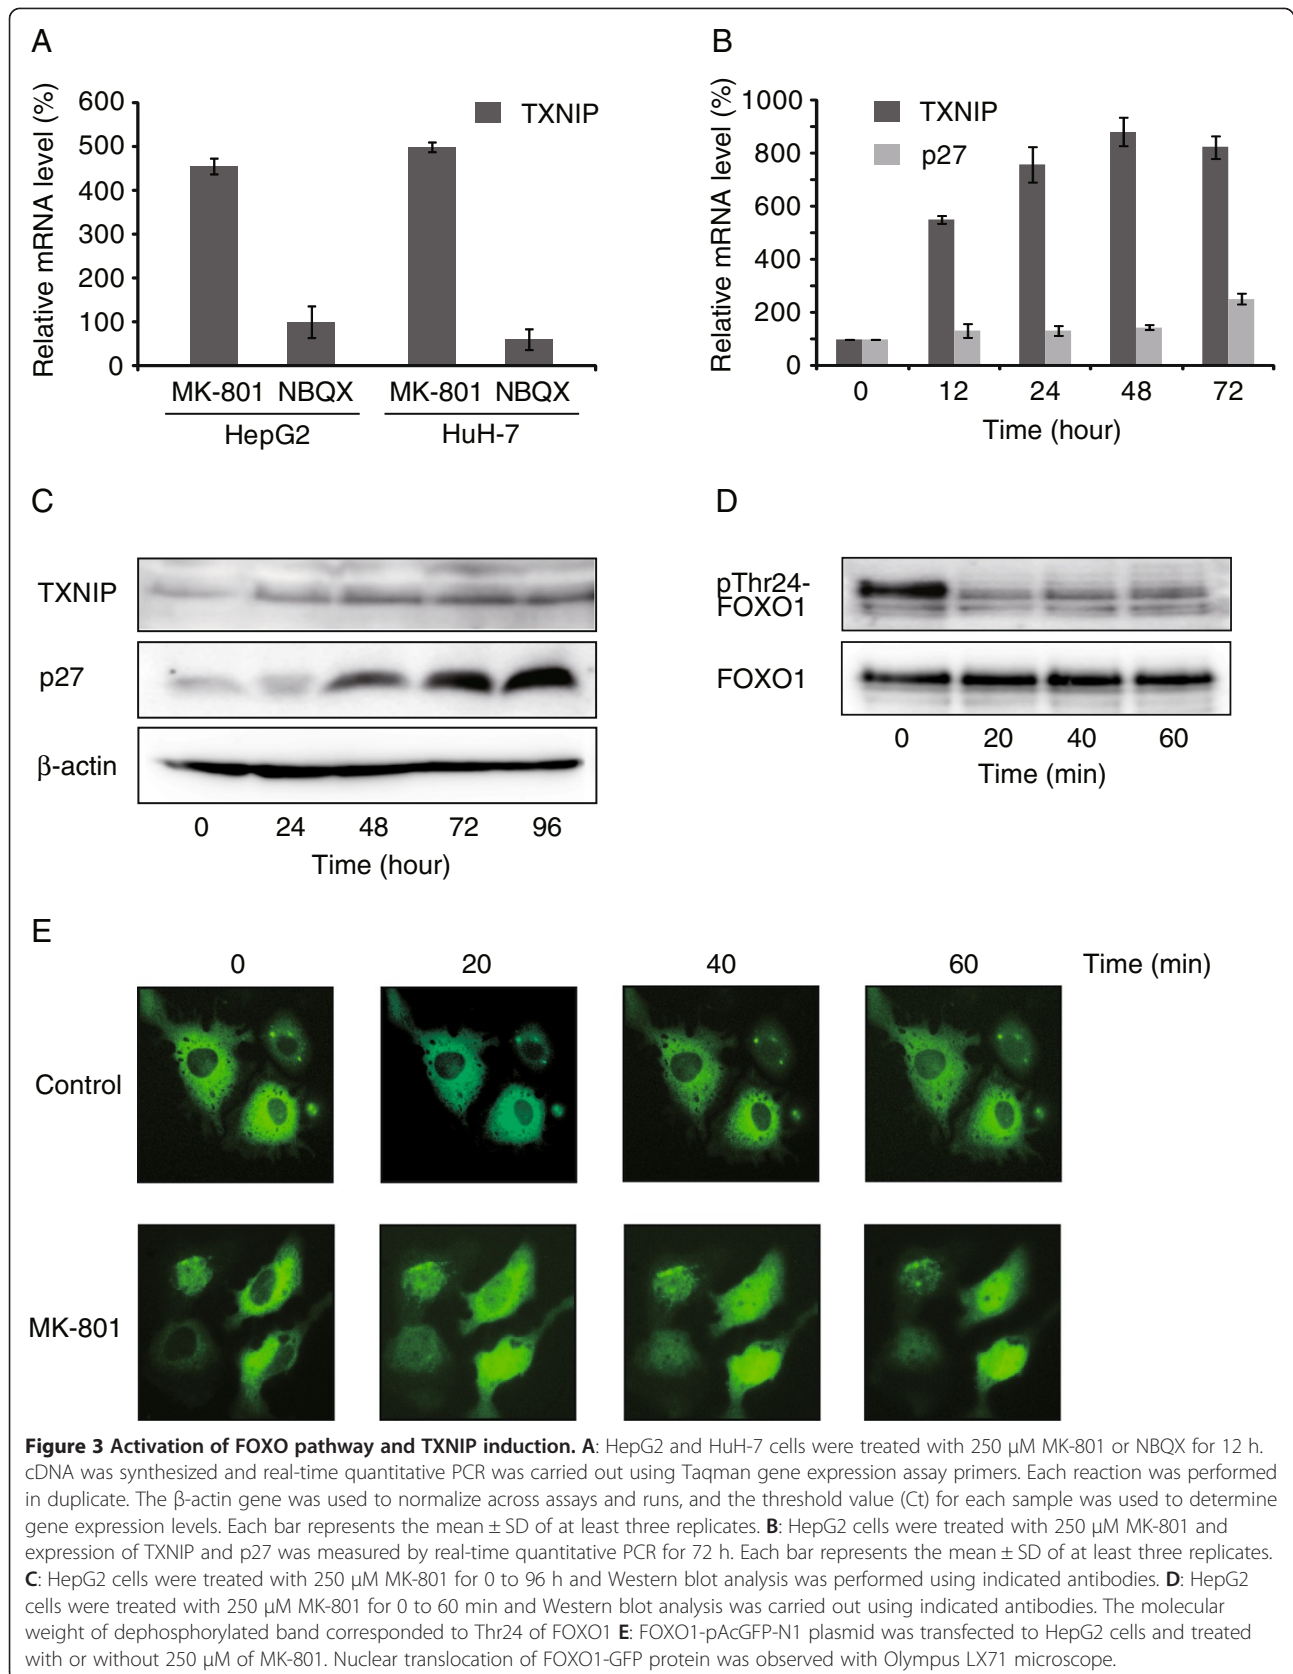 A
Relative mRNA level (%)
600
500
400
300
200
100
0
TXNIP
MK-801 NBQX MK-801 NBQX
HepG2 HuH-7
B
Relative mRNA level (%)
1000
800
600
400
200
0
TXNIP
p27
0 12 24 48 72
Time (hour)
C
TXNIP
p27
β-actin
0 24 48 72 96
Time (hour)
D
pThr24-
FOXO1
FOXO1
0 20 40 60
Time (min)
E
0 20 40 60 Time (min)
Control
MK-801
Figure 3 Activation of FOXO pathway and TXNIP induction. A: HepG2 and HuH-7 cells were treated with 250 μM MK-801 or NBQX for 12 h.
cDNA was synthesized and real-time quantitative PCR was carried out using Taqman gene expression assay primers. Each reaction was performed
in duplicate. The β-actin gene was used to normalize across assays and runs, and the threshold value (Ct) for each sample was used to determine
gene expression levels. Each bar represents the mean ± SD of at least three replicates. B: HepG2 cells were treated with 250 μM MK-801 and
expression of TXNIP and p27 was measured by real-time quantitative PCR for 72 h. Each bar represents the mean ± SD of at least three replicates.
C: HepG2 cells were treated with 250 μM MK-801 for 0 to 96 h and Western blot analysis was performed using indicated antibodies. D: HepG2
cells were treated with 250 μM MK-801 for 0 to 60 min and Western blot analysis was carried out using indicated antibodies. The molecular
weight of dephosphorylated band corresponded to Thr24 of FOXO1 E: FOXO1-pAcGFP-N1 plasmid was transfected to HepG2 cells and treated
with or without 250 μM of MK-801. Nuclear translocation of FOXO1-GFP protein was observed with Olympus LX71 microscope.